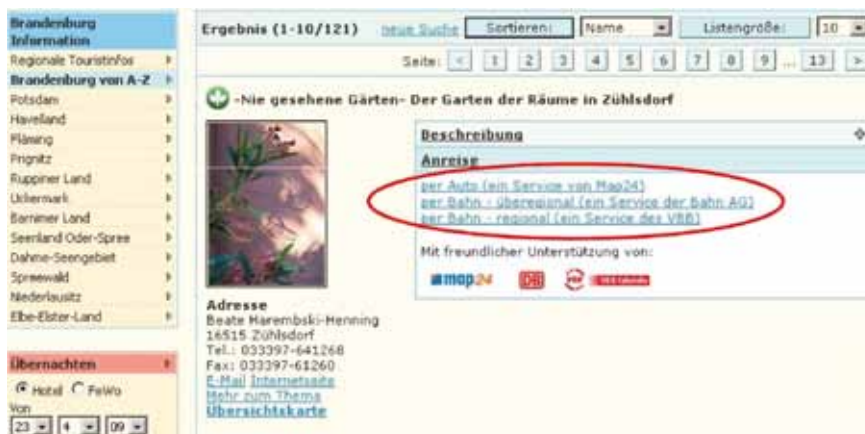 Brandenburg
Information
Regionale Touristinfos
Brandenburg von A-Z
Potsdam
Havelland
Fläming
Prignitz
Ruppiner Land
Uckermark
Barnimer Land
Seenland Oder-Spree
Dahme-Seengebiet
Spreewald
Niederlausitz
Elbe-Elster-Land
Übernachten
Hotel FeWo
Von
23 4 09
Ergebnis (1-10/121) neue Suche Sortieren: Name Listengröße: 10
Seite: < 1 2 3 4 5 6 7 8 9 ... 13 >
-Nie gesehene Gärten- Der Garten der Räume in Zühlsdorf
Beschreibung
Anreise
per Auto (ein Service von Map24)
per Bahn - überegional (ein Service der Bahn AG)
per Bahn - regional (ein Service des VBB)
Mit freundlicher Unterstützung von:
map24 DB
Adresse
Beate Harembski-Henning
16515 Zühlsdorf
Tel.: 033397-641268
Fax: 033397-61260
E-Mail Internetseite
Mehr zum Thema
Übersichtskarte